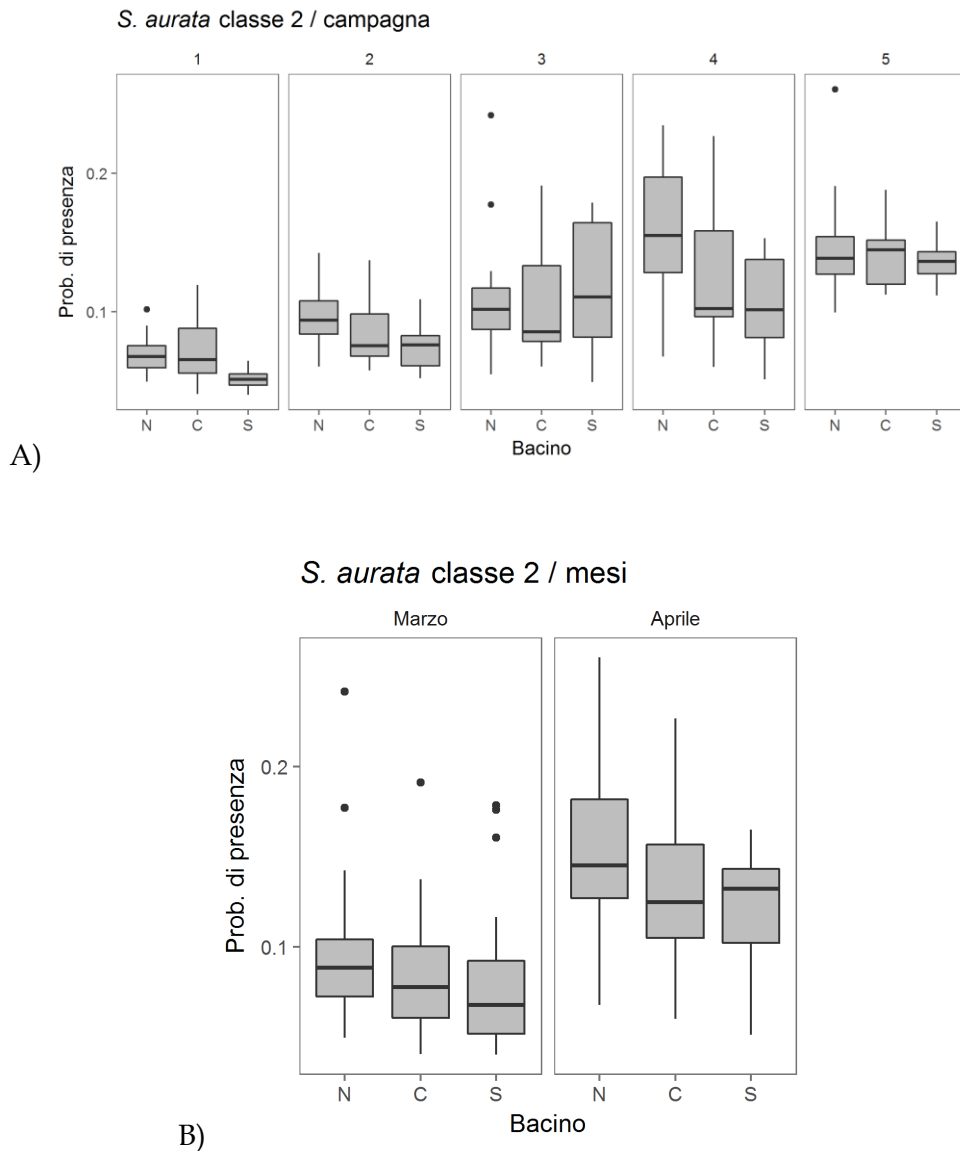 S. aurata classe 2 / campagna
1 2 3 4 5
Prob. di presenza
0.2
0.1
N C S N C S N C S N C S N C S
Bacino
A)
S. aurata classe 2 / mesi
Marzo Aprile
Prob. di presenza
0.2
0.1
N C S N C S
Bacino
B)